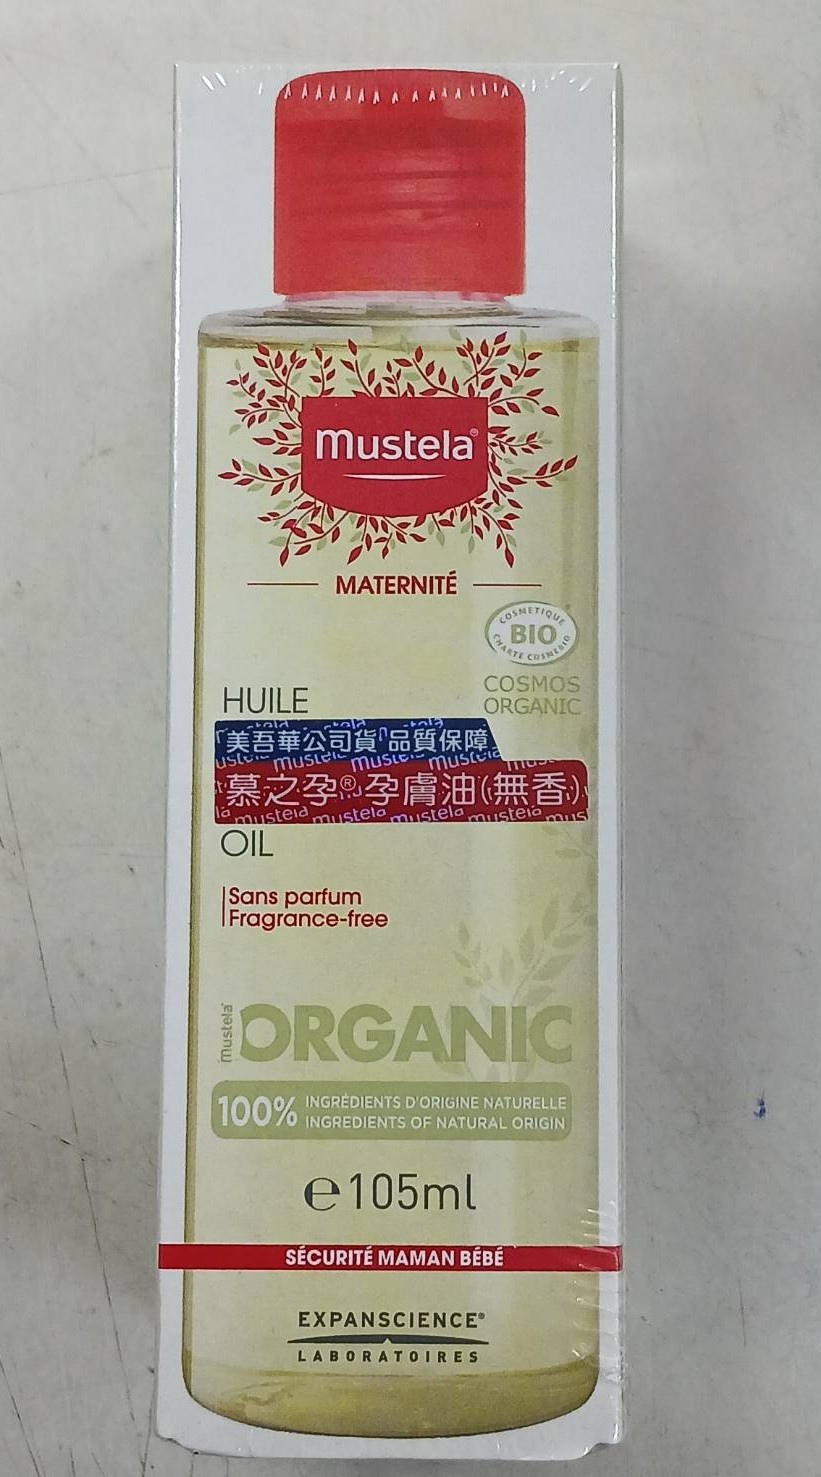 mustela®
MATERNITÉ
COSMETIQUE
BIO
CHARTE COSMEBIO
COSMOS
ORGANIC
HUILE
美吾華公司貨 品質保障
慕之孕®孕膚油(無香)
OIL
Sans parfum
Fragrance-free
mustela®
ORGANIC
100% INGRÉDIENTS D'ORIGINE NATURELLE
INGREDIENTS OF NATURAL ORIGIN
℮105ml
SÉCURITÉ MAMAN BÉBÉ
EXPANSCIENCE®
LABORATOIRES